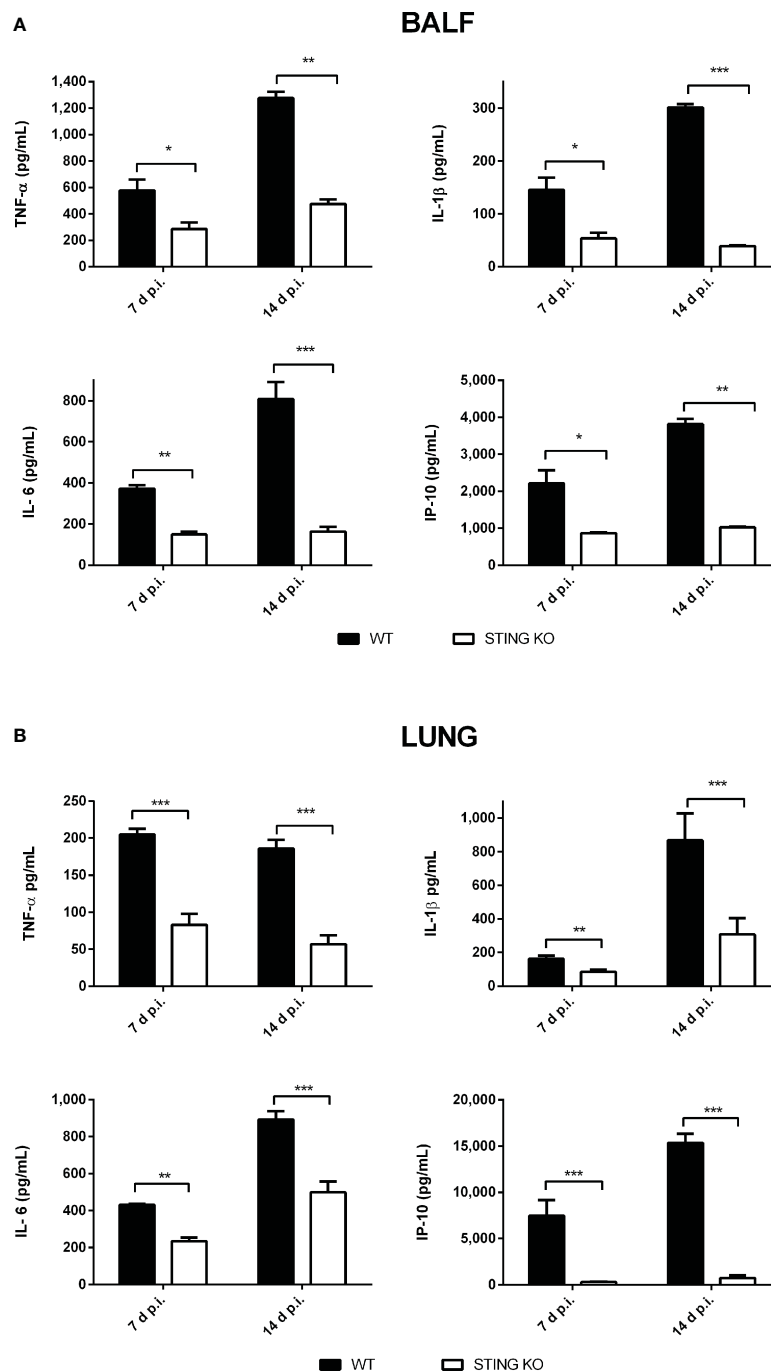 A
BALF
TNF-α (pg/mL)
1,400
1,200
1,000
800
600
400
200
0
*
**
7 d p.i.
14 d p.i.
IL-1β (pg/mL)
300
200
100
0
*
***
7 d p.i.
14 d p.i.
IL- 6 (pg/mL)
800
600
400
200
0
**
***
7 d p.i.
14 d p.i.
IP-10 (pg/mL)
5,000
4,000
3,000
2,000
1,000
0
*
**
7 d p.i.
14 d p.i.
WT STING KO
B
LUNG
TNF-α pg/mL
250
200
150
100
50
0
***
***
7 d p.i.
14 d p.i.
IL-1β pg/mL
1,000
800
600
400
200
0
**
***
7 d p.i.
14 d p.i.
IL- 6 (pg/mL)
1,000
800
600
400
200
0
**
***
7 d p.i.
14 d p.i.
IP-10 (pg/mL)
20,000
15,000
10,000
5,000
0
***
***
7 d p.i.
14 d p.i.
WT STING KO